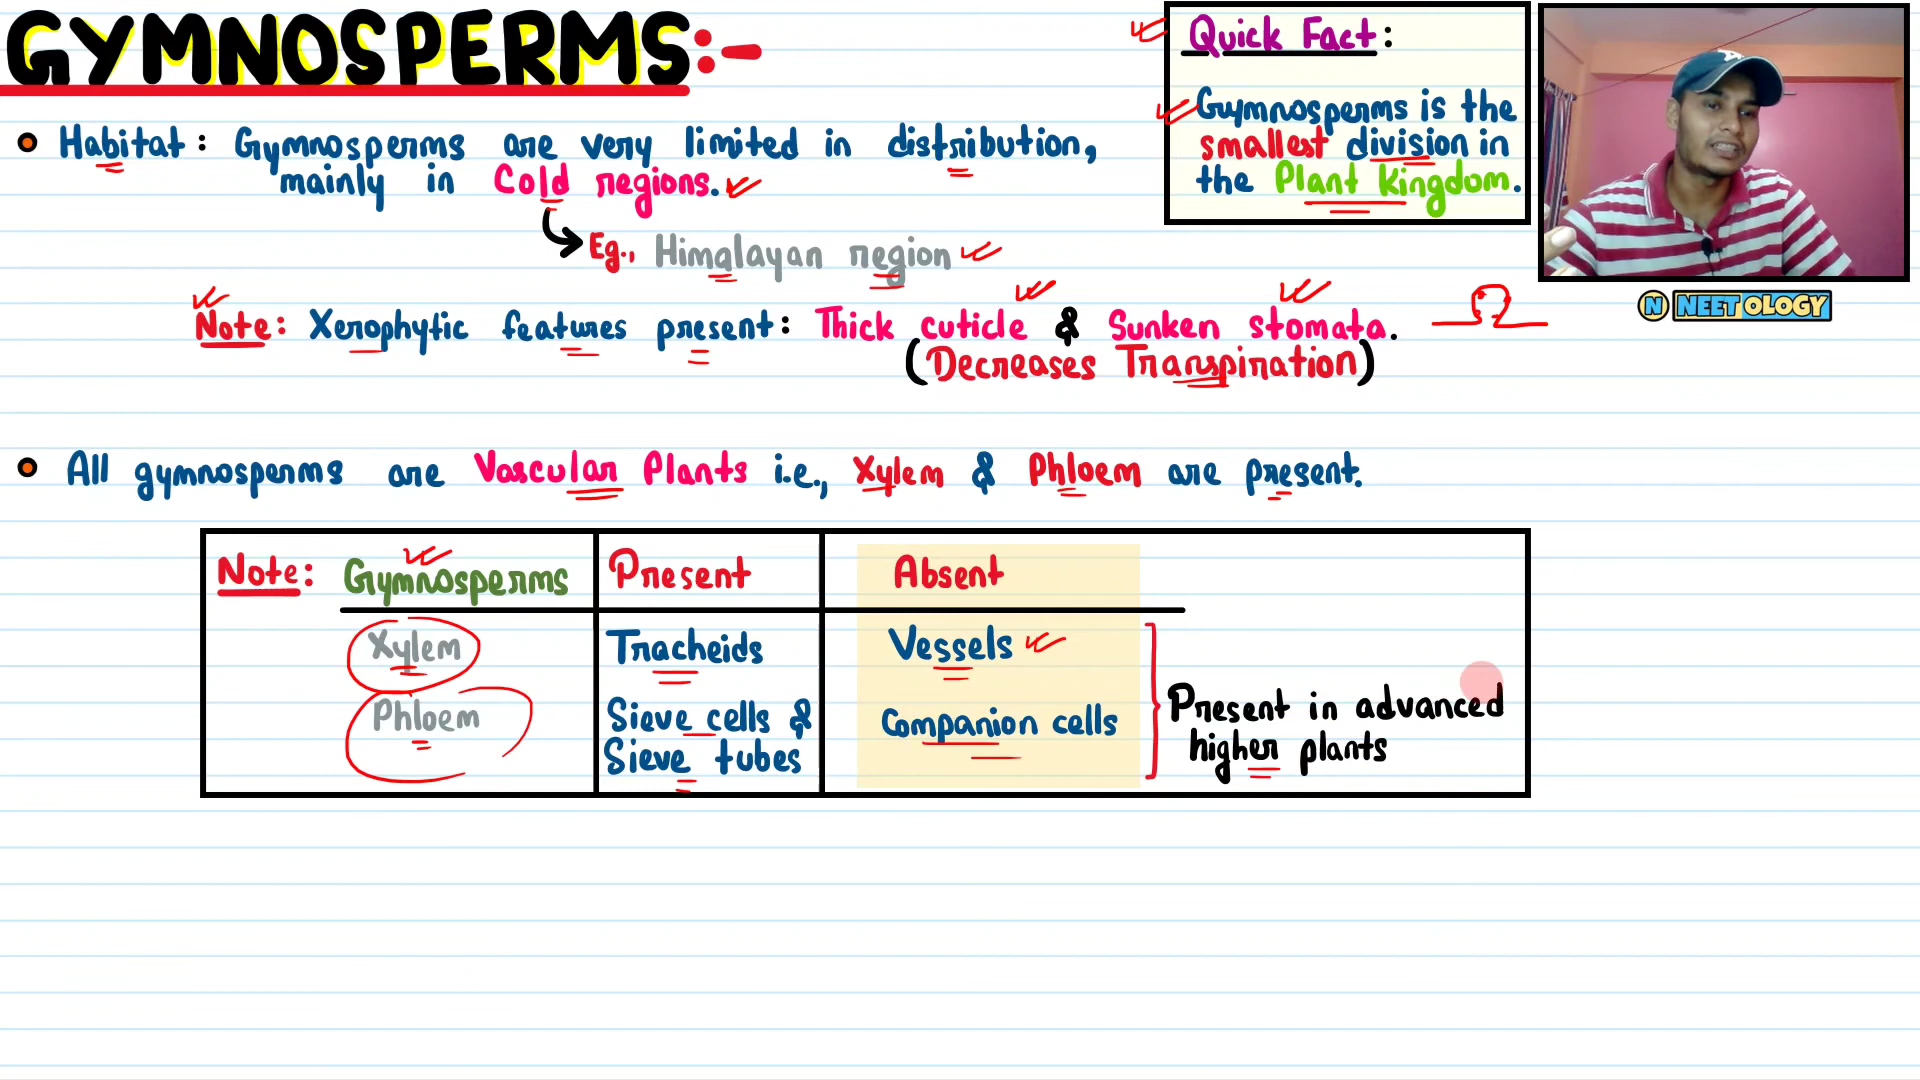 GYMNOSPERMS:-
Quick Fact:
Gymnosperms is the
smallest division in
the Plant Kingdom.
• Habitat: Gymnosperms are very limited in distribution,
mainly in Cold regions.
Eg., Himalayan region
Note: Xerophytic features present: Thick cuticle & Sunken stomata.
(Decreases Transpiration)
N NEETOLOGY
• All gymnosperms are Vascular Plants i.e., Xylem & Phloem are present.
Note: Gymnosperms Present Absent
Xylem Tracheids Vessels
Phloem Sieve cells & Sieve tubes Companion cells
Present in advanced
higher plants